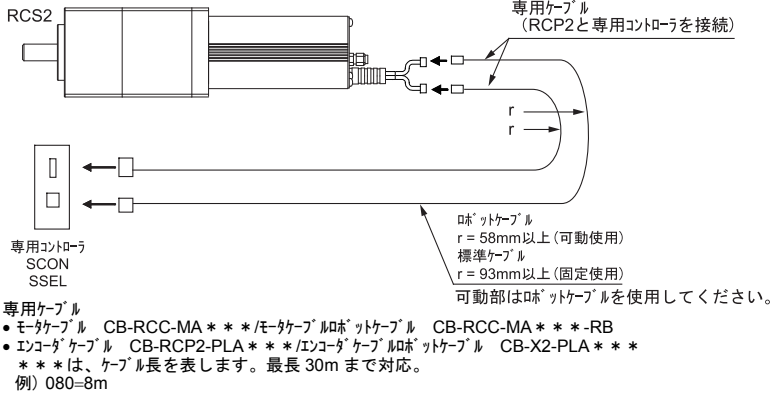 RCS2
専用ｹｰﾌﾞﾙ
（RCP2と専用ｺﾝﾄﾛｰﾗを接続）
r
r
専用ｺﾝﾄﾛｰﾗ
SCON
SSEL
ﾛﾎﾞｯﾄｹｰﾌﾞﾙ
r = 58mm以上（可動使用）
標準ｹｰﾌﾞﾙ
r = 93mm以上（固定使用）
可動部はﾛﾎﾞｯﾄｹｰﾌﾞﾙを使用してください。
専用ｹｰﾌﾞﾙ
• ﾓｰﾀｹｰﾌﾞﾙ　CB-RCC-MA＊＊＊/ﾓｰﾀｹｰﾌﾞﾙﾛﾎﾞｯﾄｹｰﾌﾞﾙ　CB-RCC-MA＊＊＊-RB
• ｴﾝｺｰﾀﾞｹｰﾌﾞﾙ　CB-RCP2-PLA＊＊＊/ｴﾝｺｰﾀﾞｹｰﾌﾞﾙﾛﾎﾞｯﾄｹｰﾌﾞﾙ　CB-X2-PLA＊＊＊
＊＊＊は、ｹｰﾌﾞﾙ長を表します。最長 30m まで対応。
例）080=8m